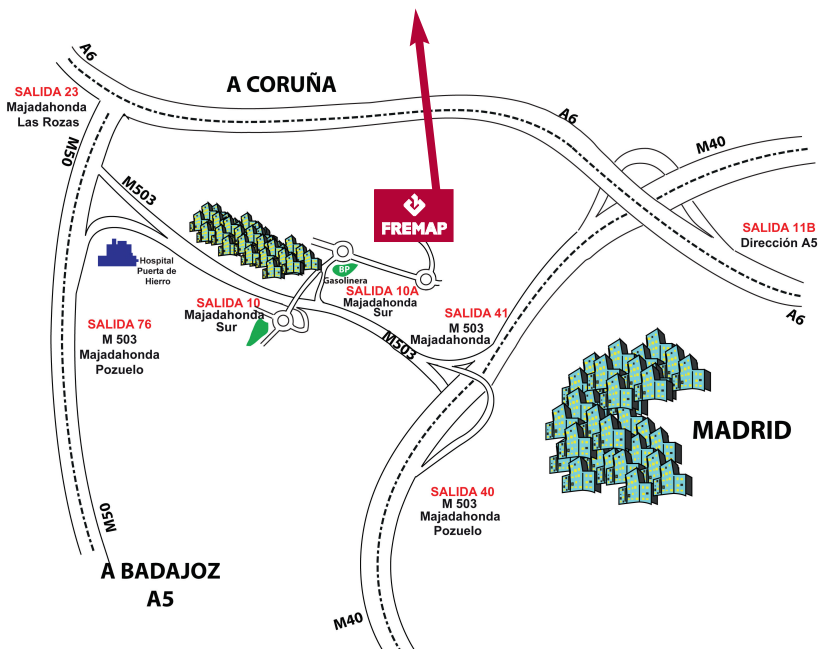 A6
A CORUÑA
SALIDA 23
Majadahonda
Las Rozas
A6
M50
M40
M503
FREMAP
SALIDA 11B
Dirección A5
Hospital
Puerta de
Hierro
BP
Gasolinera
SALIDA 10A
Majadahonda
Sur
SALIDA 10
Majadahonda
Sur
SALIDA 41
M 503
Majadahonda
A6
SALIDA 76
M 503
Majadahonda
Pozuelo
M503
MADRID
SALIDA 40
M 503
Majadahonda
Pozuelo
M50
A BADAJOZ
A5
M40